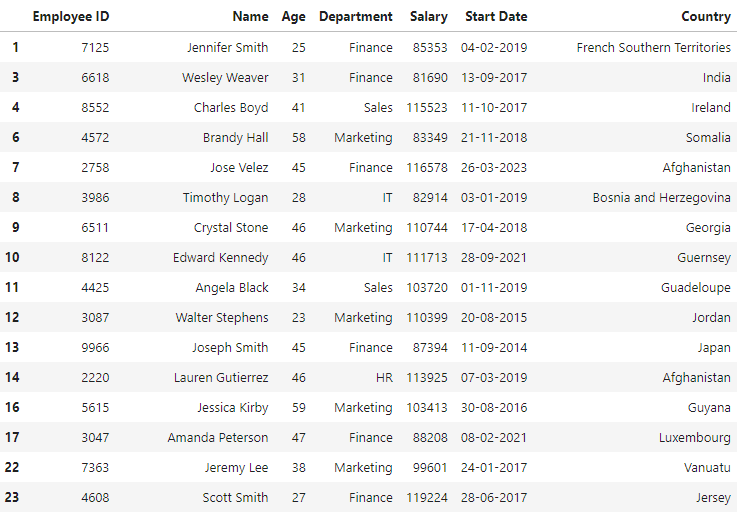 Employee ID Name Age Department Salary Start Date Country
1 7125 Jennifer Smith 25 Finance 85353 04-02-2019 French Southern Territories
3 6618 Wesley Weaver 31 Finance 81690 13-09-2017 India
4 8552 Charles Boyd 41 Sales 115523 11-10-2017 Ireland
6 4572 Brandy Hall 58 Marketing 83349 21-11-2018 Somalia
7 2758 Jose Velez 45 Finance 116578 26-03-2023 Afghanistan
8 3986 Timothy Logan 28 IT 82914 03-01-2019 Bosnia and Herzegovina
9 6511 Crystal Stone 46 Marketing 110744 17-04-2018 Georgia
10 8122 Edward Kennedy 46 IT 111713 28-09-2021 Guernsey
11 4425 Angela Black 34 Sales 103720 01-11-2019 Guadeloupe
12 3087 Walter Stephens 23 Marketing 110399 20-08-2015 Jordan
13 9966 Joseph Smith 45 Finance 87394 11-09-2014 Japan
14 2220 Lauren Gutierrez 46 HR 113925 07-03-2019 Afghanistan
16 5615 Jessica Kirby 59 Marketing 103413 30-08-2016 Guyana
17 3047 Amanda Peterson 47 Finance 88208 08-02-2021 Luxembourg
22 7363 Jeremy Lee 38 Marketing 99601 24-01-2017 Vanuatu
23 4608 Scott Smith 27 Finance 119224 28-06-2017 Jersey